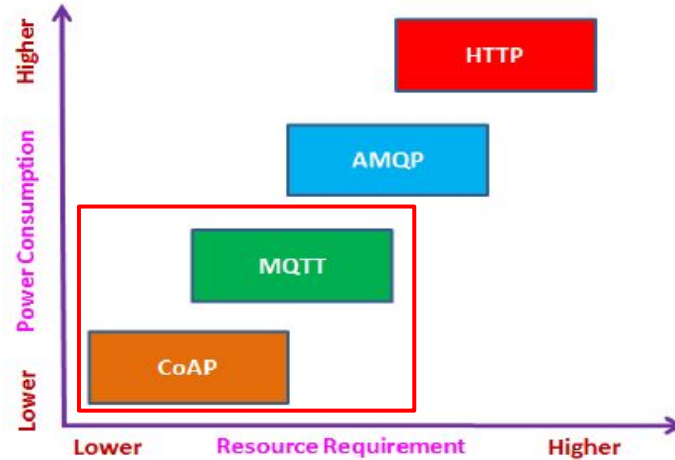 Higher
HTTP
Power Consumption
AMQP
MQTT
CoAP
Lower
Lower
Resource Requirement
Higher